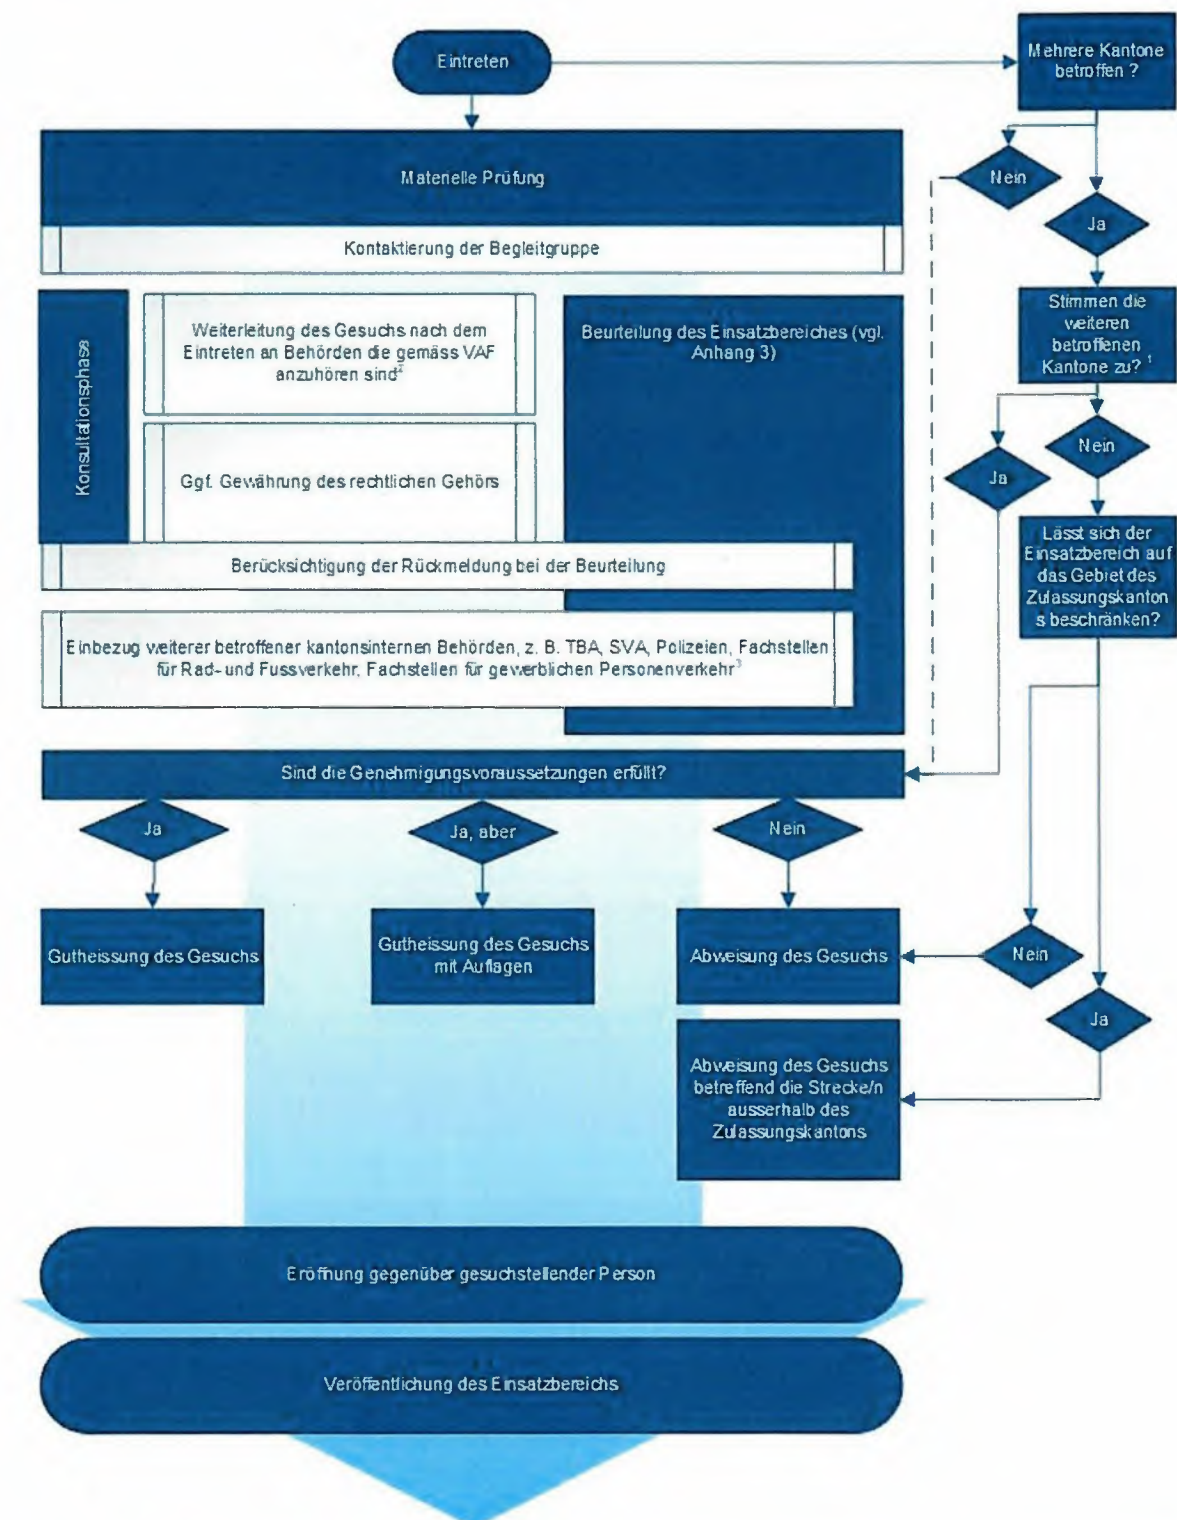 Eintreten
Mehrere Kantone
betroffen ?
Materielle Prüfung
Nein
Ja
Kontaktierung der Begleitgruppe
Konsultationsphase
Weiterleitung des Gesuchs nach dem
Eintreten an Behörden die gemäss VAF
anzuhören sind²
Beurteilung des Einsatzbereiches (vgl.
Anhang 3)
Stimmen die
weiteren
betroffenen
Kantone zu? ¹
Nein
Ja
Ggf. Gewährung des rechtlichen Gehörs
Lässt sich der
Einsatzbereich auf
das Gebiet des
Zulassungskanton
s beschränken?
Berücksichtigung der Rückmeldung bei der Beurteilung
Einbezug weiterer betroffener kantonsinternen Behörden, z. B. TBA, SVA, Polizeien, Fachstellen
für Rad- und Fussverkehr, Fachstellen für gewerblichen Personenverkehr³
Sind die Genehmigungsvoraussetzungen erfüllt?
Ja
Ja, aber
Nein
Gutheissung des Gesuchs
Gutheissung des Gesuchs
mit Auflagen
Abweisung des Gesuchs
Nein
Ja
Abweisung des Gesuchs
betreffend die Strecke/n
ausserhalb des
Zulassungskantons
Eröffnung gegenüber gesuchstellender Person
Veröffentlichung des Einsatzbereichs